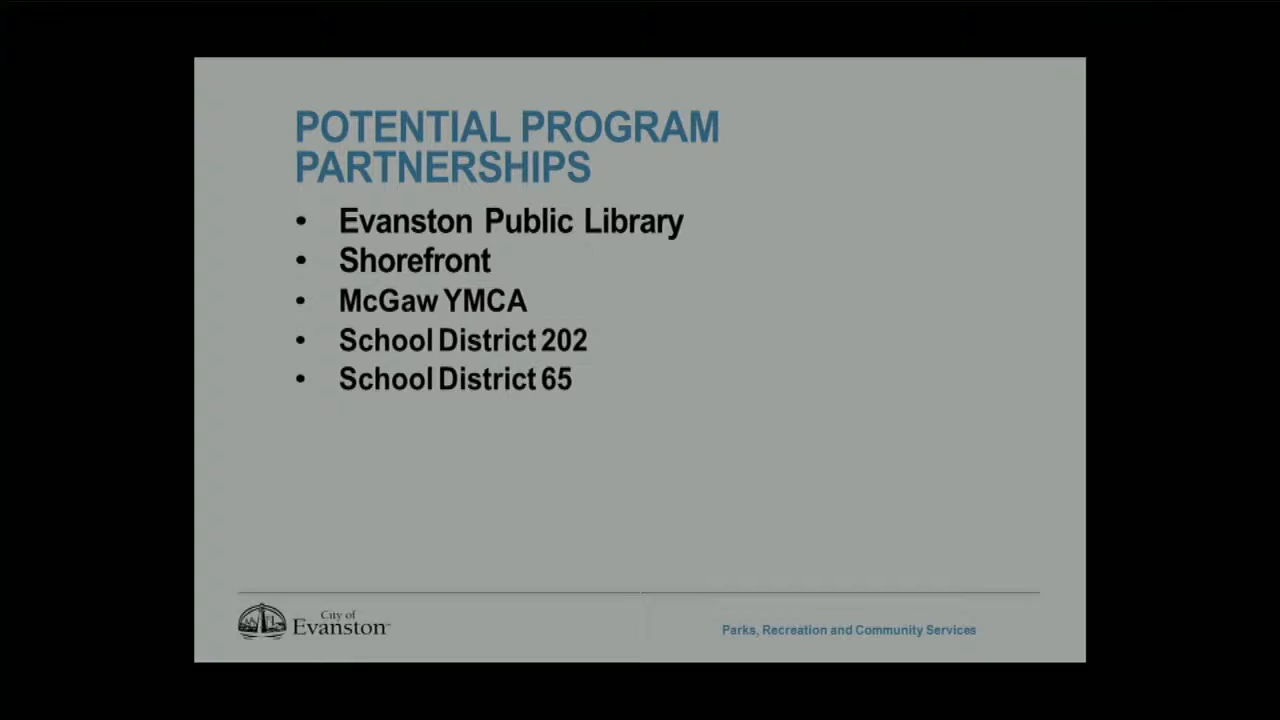 POTENTIAL PROGRAM
PARTNERSHIPS
• Evanston Public Library
• Shorefront
• McGaw YMCA
• School District 202
• School District 65
City of
Evanston™
Parks, Recreation and Community Services